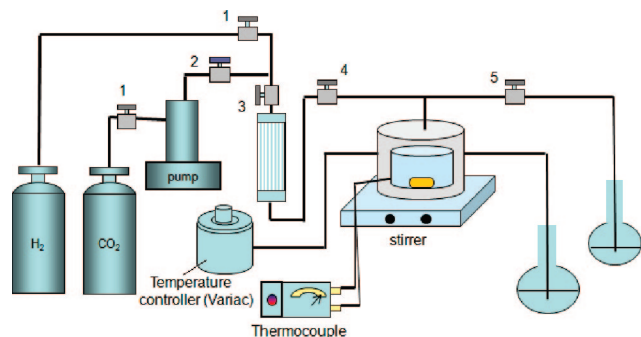 1
2
1
3
4
5
pump
H2
CO2
stirrer
Temperature
controller (Variac)
Thermocouple